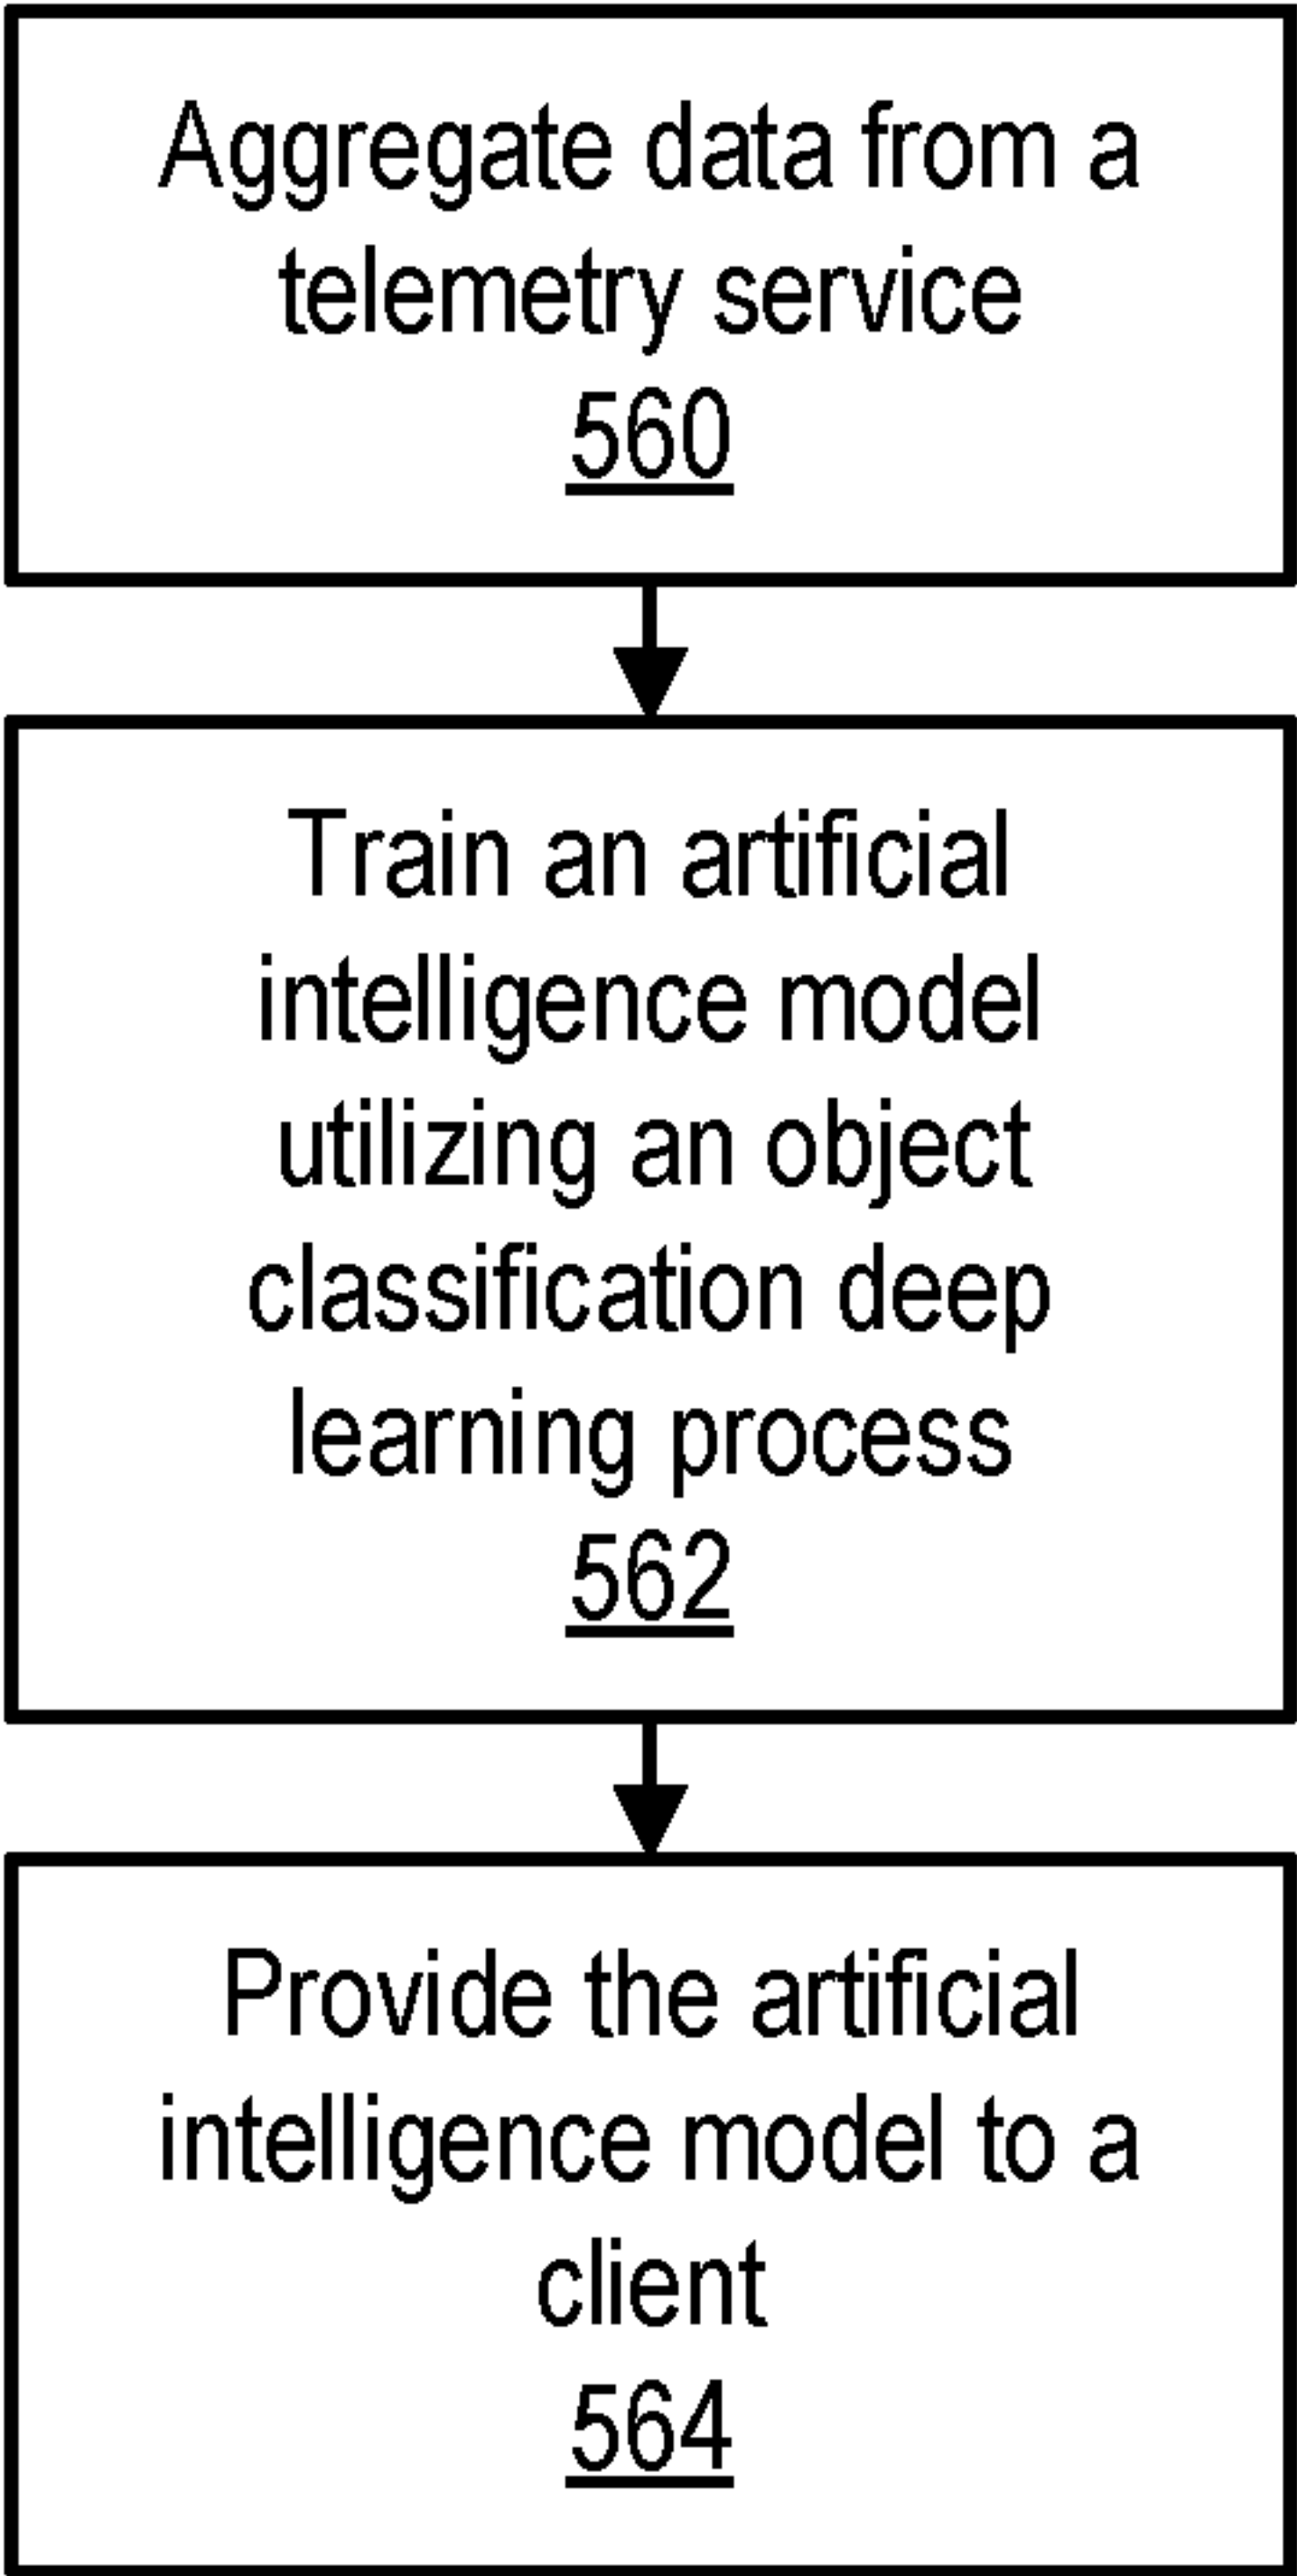 Aggregate data from a
telemetry service
560
Train an artificial
intelligence model
utilizing an object
classification deep
learning process
562
Provide the artificial
intelligence model to a
client
564